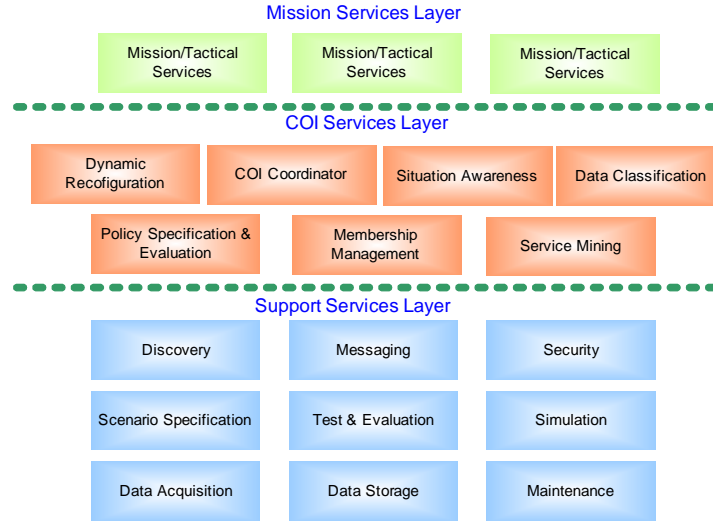 Mission Services Layer
Mission/Tactical
Services
Mission/Tactical
Services
Mission/Tactical
Services
COI Services Layer
Dynamic
Recofiguration
COI Coordinator
Situation Awareness
Data Classification
Policy Specification &
Evaluation
Membership
Management
Service Mining
Support Services Layer
Discovery
Messaging
Security
Scenario Specification
Test & Evaluation
Simulation
Data Acquisition
Data Storage
Maintenance